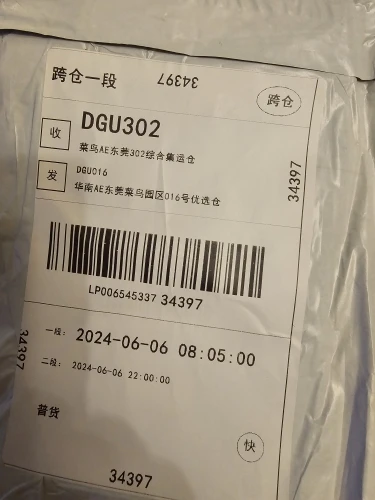 跨仓一段
34397
跨仓
收
DGU302
菜鸟AE东莞302综合集运仓
发
DGU016
华南AE东莞菜鸟园区016号优选仓
34397
LP00654533734397
34397
一段: 2024-06-06 08:05:00
二段: 2024-06-06 22:00:00
普货
快
34397